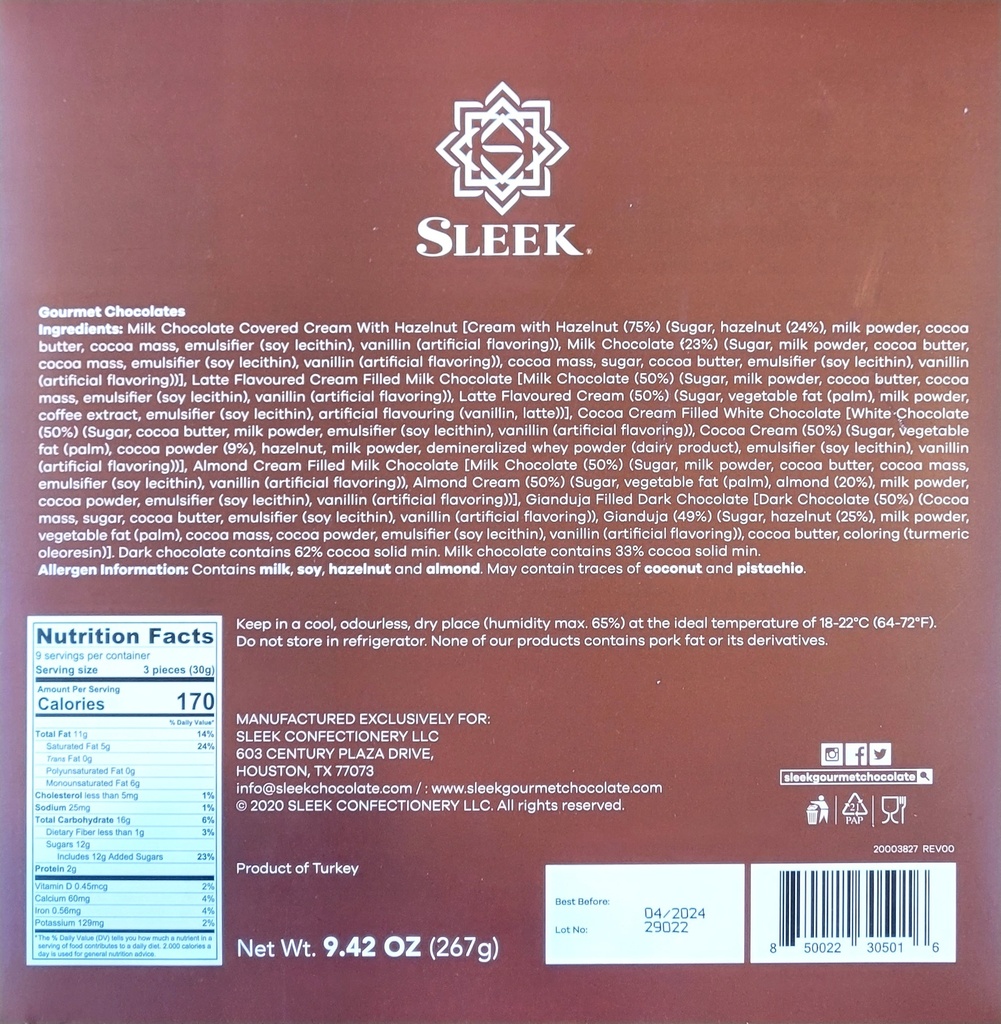 SLEEK
Gourmet Chocolates
Ingredients: Milk Chocolate Covered Cream With Hazelnut [Cream with Hazelnut (75%) (Sugar, hazelnut (24%), milk powder, cocoa
butter, cocoa mass, emulsifier (soy lecithin), vanillin (artificial flavoring)), Milk Chocolate (23%) (Sugar, milk powder, cocoa butter,
cocoa mass, emulsifier (soy lecithin), vanillin (artificial flavoring)), cocoa mass, sugar, cocoa butter, emulsifier (soy lecithin), vanillin
(artificial flavoring))], Latte Flavoured Cream Filled Milk Chocolate [Milk Chocolate (50%) (Sugar, milk powder, cocoa butter, cocoa
mass, emulsifier (soy lecithin), vanillin (artificial flavoring)), Latte Flavoured Cream (50%) (Sugar, vegetable fat (palm), milk powder,
coffee extract, emulsifier (soy lecithin), artificial flavouring (vanillin, latte))], Cocoa Cream Filled White Chocolate [White Chocolate
(50%) (Sugar, cocoa butter, milk powder, emulsifier (soy lecithin), vanillin (artificial flavoring)), Cocoa Cream (50%) (Sugar, vegetable
fat (palm), cocoa powder (9%), hazelnut, milk powder, demineralized whey powder (dairy product), emulsifier (soy lecithin), vanillin
(artificial flavoring))], Almond Cream Filled Milk Chocolate [Milk Chocolate (50%) (Sugar, milk powder, cocoa butter, cocoa mass,
emulsifier (soy lecithin), vanillin (artificial flavoring)), Almond Cream (50%) (Sugar, vegetable fat (palm), almond (20%), milk powder,
cocoa powder, emulsifier (soy lecithin), vanillin (artificial flavoring))], Gianduja Filled Dark Chocolate [Dark Chocolate (50%) (Cocoa
mass, sugar, cocoa butter, emulsifier (soy lecithin), vanillin (artificial flavoring)), Gianduja (49%) (Sugar, hazelnut (25%), milk powder,
vegetable fat (palm), cocoa mass, cocoa powder, emulsifier (soy lecithin), vanillin (artificial flavoring)), cocoa butter, coloring (turmeric
oleoresin)]. Dark chocolate contains 62% cocoa solid min. Milk chocolate contains 33% cocoa solid min.
Allergen Information: Contains milk, soy, hazelnut and almond. May contain traces of coconut and pistachio.
Keep in a cool, odourless, dry place (humidity max. 65%) at the ideal temperature of 18-22°C (64-72°F).
Do not store in refrigerator. None of our products contains pork fat or its derivatives.
Nutrition Facts
9 servings per container
Serving size 3 pieces (30g)
Amount Per Serving
Calories 170
% Daily Value*
Total Fat 11g 14%
Saturated Fat 5g 24%
Trans Fat 0g
Polyunsaturated Fat 0g
Monounsaturated Fat 6g
Cholesterol less than 5mg 1%
Sodium 25mg 1%
Total Carbohydrate 16g 6%
Dietary Fiber less than 1g 3%
Sugars 12g
Includes 12g Added Sugars 23%
Protein 2g
Vitamin D 0.45mcg 2%
Calcium 60mg 4%
Iron 0.56mg 4%
Potassium 129mg 2%
*The % Daily Value (DV) tells you how much a nutrient in a
serving of food contributes to a daily diet. 2.000 calories a
day is used for general nutrition advice.
MANUFACTURED EXCLUSIVELY FOR:
SLEEK CONFECTIONERY LLC
603 CENTURY PLAZA DRIVE,
HOUSTON, TX 77073
info@sleekchocolate.com / : www.sleekgourmetchocolate.com
© 2020 SLEEK CONFECTIONERY LLC. All rights reserved.
sleekgourmetchocolate
21
PAP
20003827 REV00
Product of Turkey
Net Wt. 9.42 OZ (267g)
Best Before: 04/2024
Lot No: 29022
8 50022 30501 6